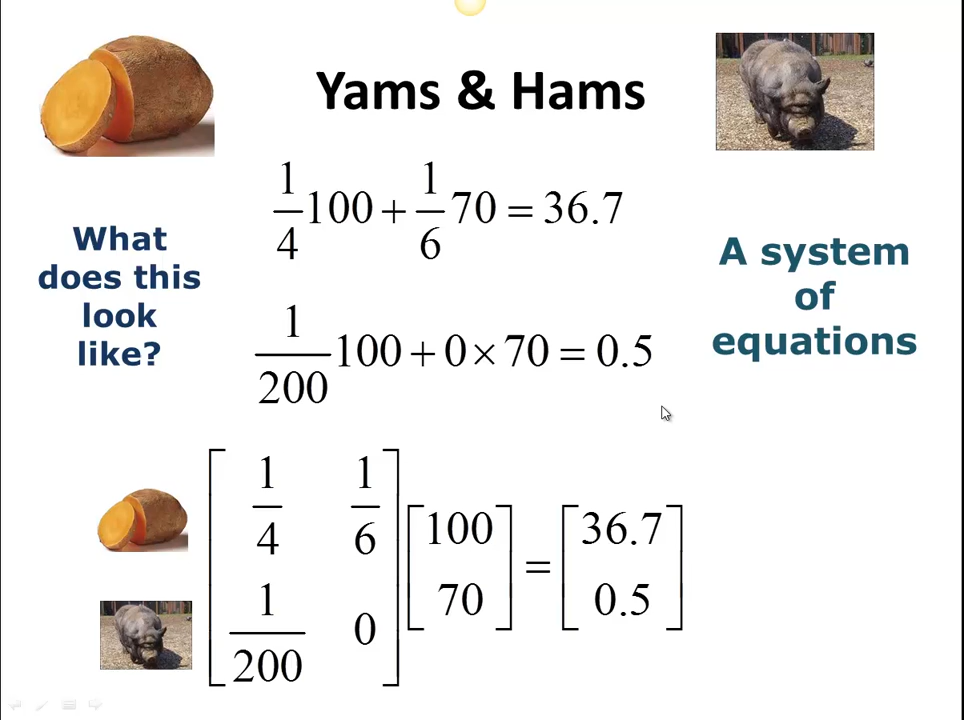 Yams & Hams
1/4 100 + 1/6 70 = 36.7
What
does this
look
like?
A system
of
equations
1/200 100 + 0 × 70 = 0.5
[1/4 1/6; 1/200 0] [100; 70] = [36.7; 0.5]